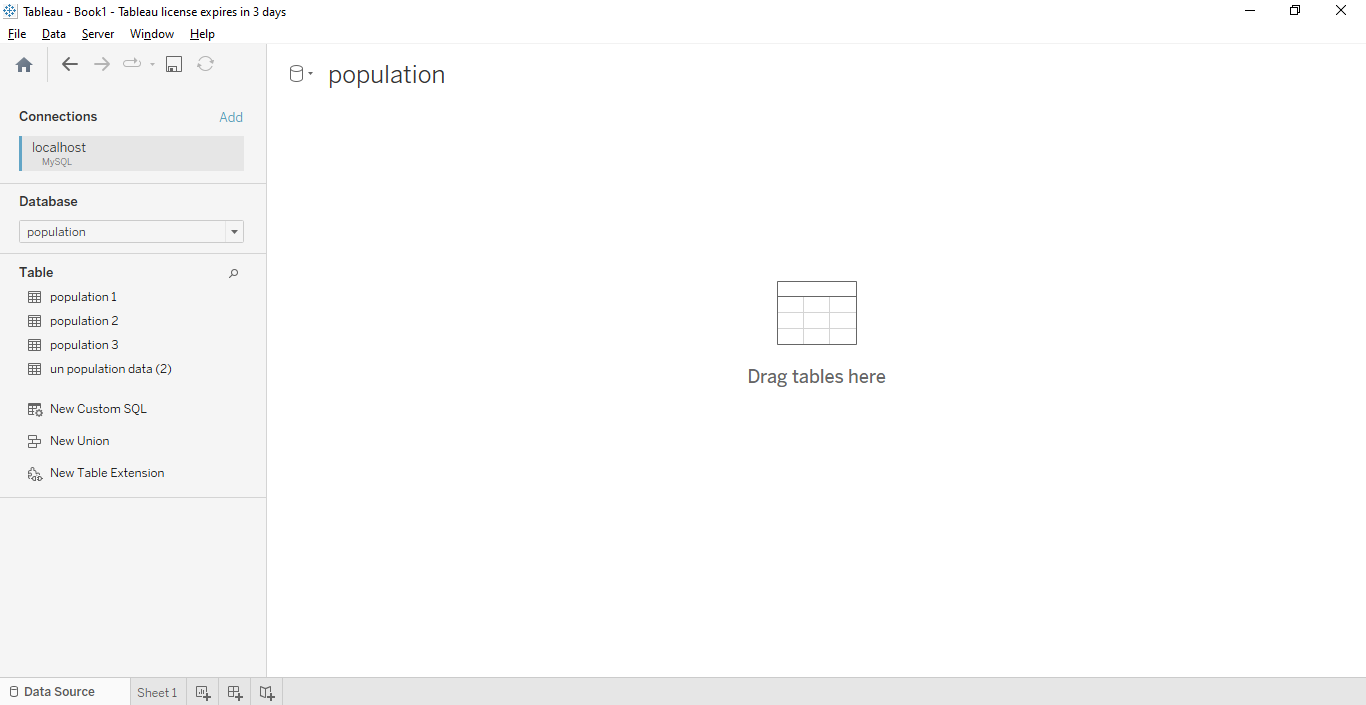 Tableau - Book1 - Tableau license expires in 3 days
File Data Server Window Help
Connections Add
localhost
MySQL
Database
population
Table
population 1
population 2
population 3
un population data (2)
New Custom SQL
New Union
New Table Extension
population
Drag tables here
Data Source Sheet 1